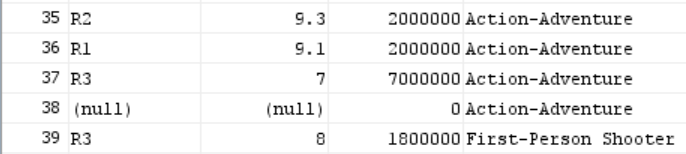 35 R2 9.3 2000000 Action-Adventure
36 R1 9.1 2000000 Action-Adventure
37 R3 7 7000000 Action-Adventure
38 (null) (null) 0 Action-Adventure
39 R3 8 1800000 First-Person Shooter